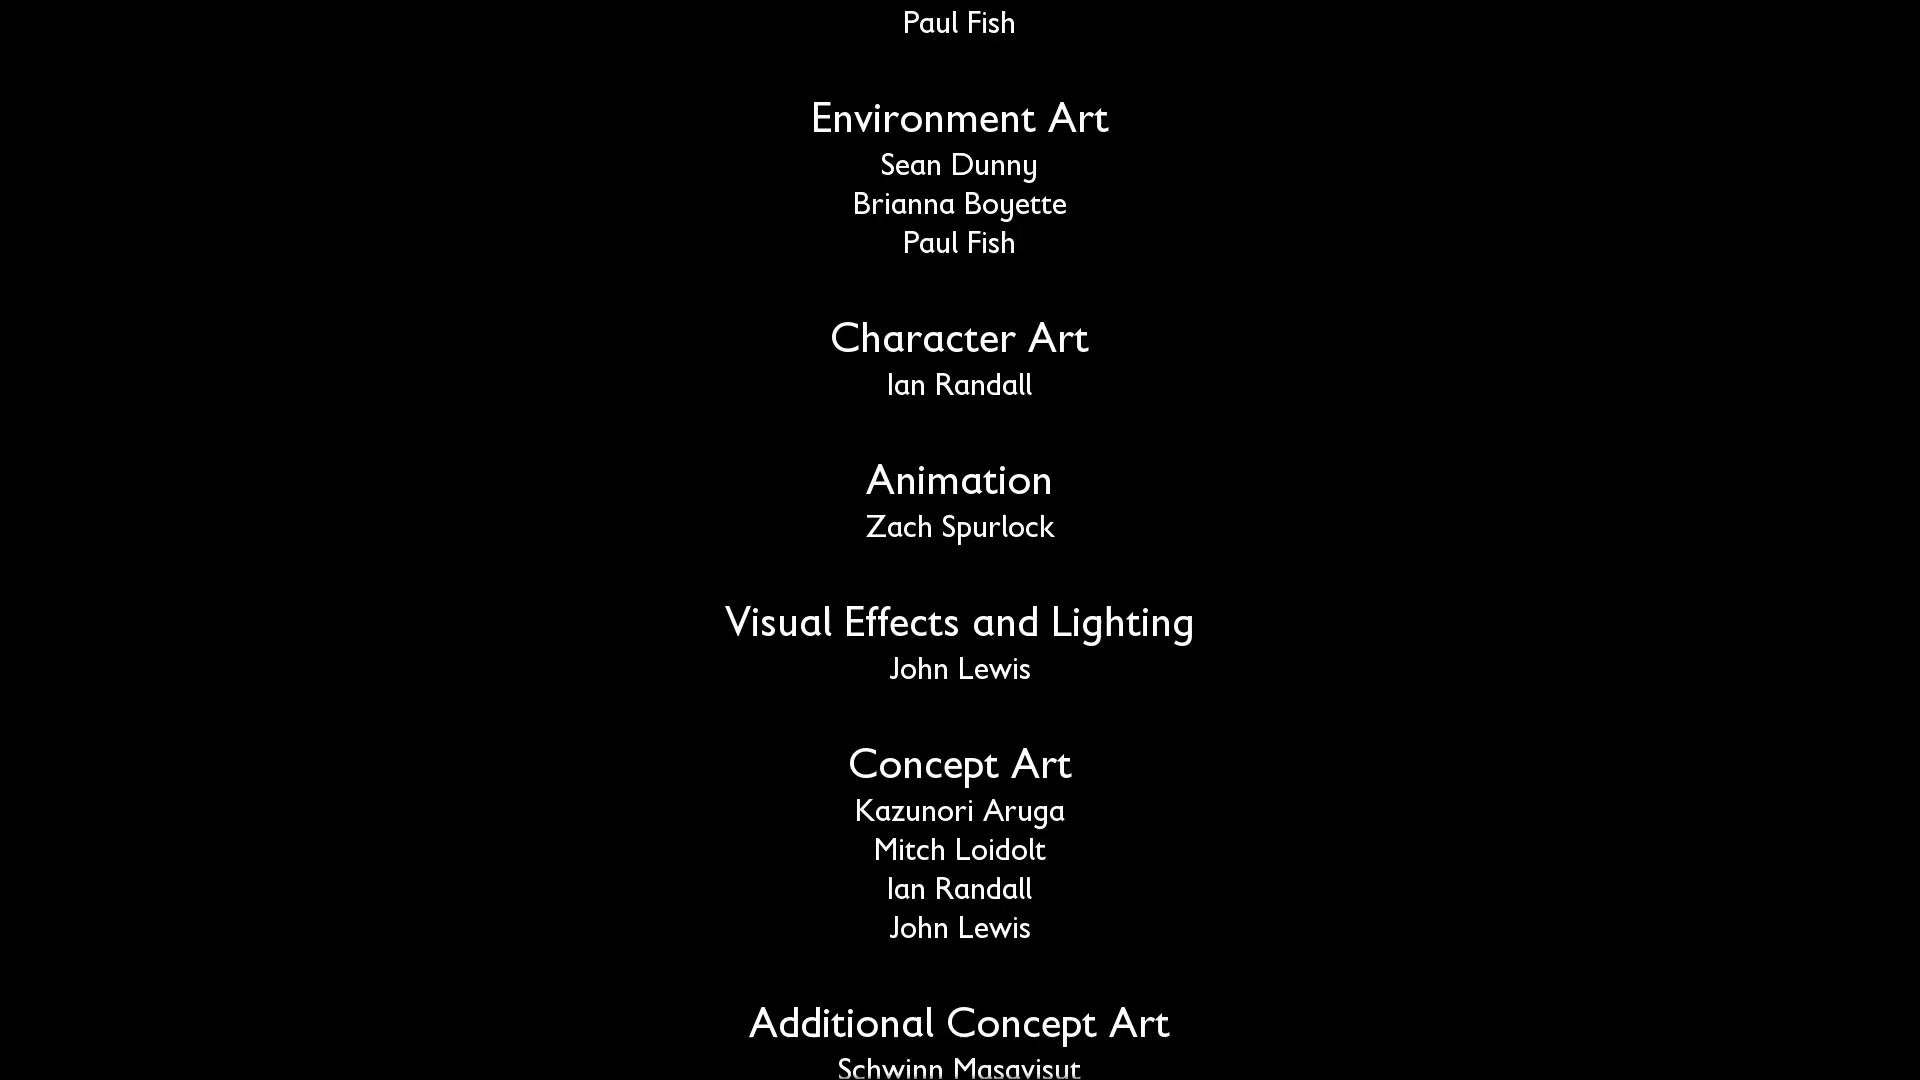 Paul Fish
Environment Art
Sean Dunny
Brianna Boyette
Paul Fish
Character Art
Ian Randall
Animation
Zach Spurlock
Visual Effects and Lighting
John Lewis
Concept Art
Kazunori Aruga
Mitch Loidolt
Ian Randall
John Lewis
Additional Concept Art
Schwinn Masavisut